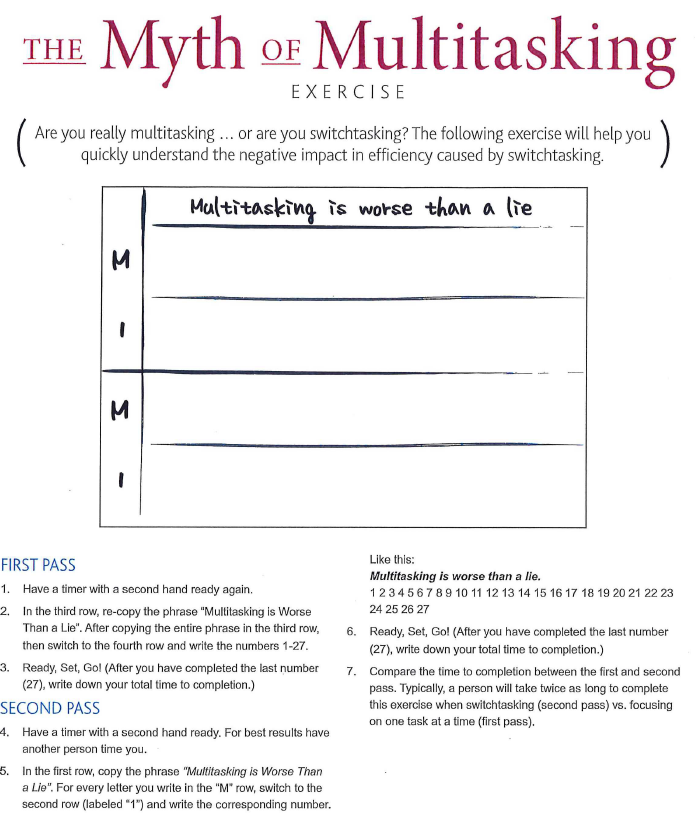 THE Myth OF Multitasking
EXERCISE
Are you really multitasking ... or are you switchtasking? The following exercise will help you
quickly understand the negative impact in efficiency caused by switchtasking.
Multitasking is worse than a lie
M
1
M
1
FIRST PASS
1. Have a timer with a second hand ready again.
2. In the third row, re-copy the phrase “Multitasking is Worse
Than a Lie”. After copying the entire phrase in the third row,
then switch to the fourth row and write the numbers 1-27.
3. Ready, Set, Go! (After you have completed the last number
(27), write down your total time to completion.)
SECOND PASS
4. Have a timer with a second hand ready. For best results have
another person time you.
5. In the first row, copy the phrase "Multitasking is Worse Than
a Lie". For every letter you write in the “M” row, switch to the
second row (labeled “1”) and write the corresponding number.
Like this:
Multitasking is worse than a lie.
1 2 3 4 5 6 7 8 9 10 11 12 13 14 15 16 17 18 19 20 21 22 23
24 25 26 27
6. Ready, Set, Go! (After you have completed the last number
(27), write down your total time to completion.)
7. Compare the time to completion between the first and second
pass. Typically, a person will take twice as long to complete
this exercise when switchtasking (second pass) vs. focusing
on one task at a time (first pass).